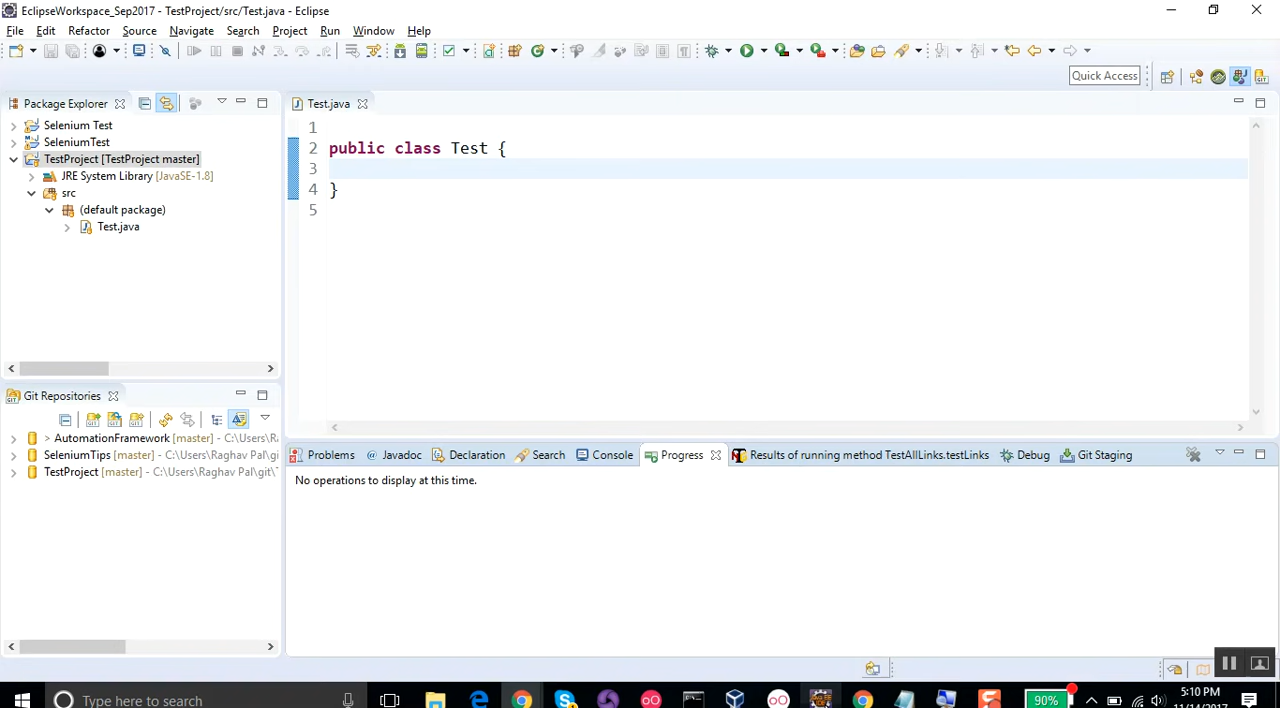 EclipseWorkspace_Sep2017 - TestProject/src/Test.java - Eclipse
File Edit Refactor Source Navigate Search Project Run Window Help
Quick Access
Package Explorer
Selenium Test
SeleniumTest
TestProject [TestProject master]
JRE System Library [JavaSE-1.8]
src
(default package)
Test.java
Test.java
1
2 public class Test {
3
4 }
5
Git Repositories
> AutomationFramework [master] - C:\Users\Ra
SeleniumTips [master] - C:\Users\Raghav Pal\g
TestProject [master] - C:\Users\Raghav Pal\git\
Problems Javadoc Declaration Search Console Progress Results of running method TestAllLinks.testLinks Debug Git Staging
No operations to display at this time.
Type here to search
90%
5:10 PM
11/14/2017